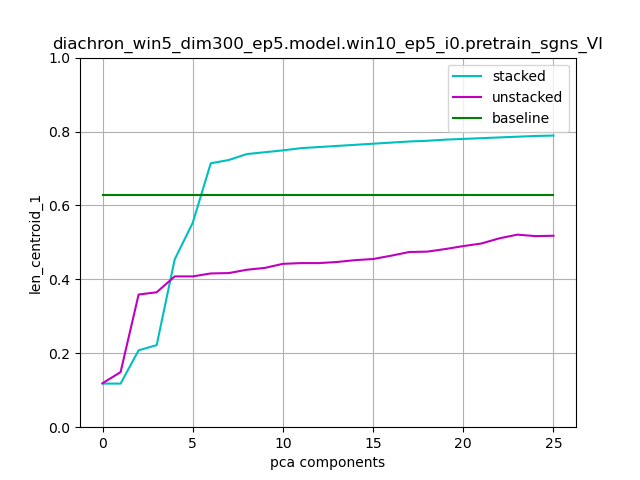 diachron_win5_dim300_ep5.model.win10_ep5_i0.pretrain_sgns_VI
1.0
0.8
0.6
0.4
0.2
0.0
len_centroid_1
stacked
unstacked
baseline
0 5 10 15 20 25
pca components